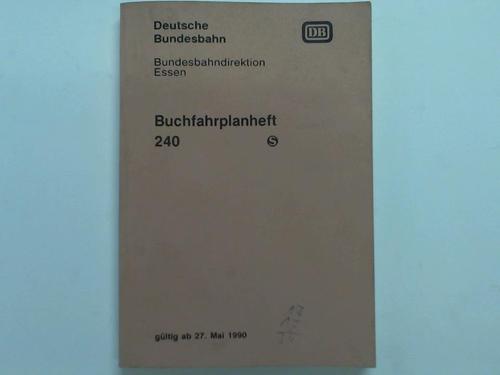 Deutsche
Bundesbahn
DB
Bundesbahndirektion
Essen
Buchfahrplanheft
240 S
gültig ab 27. Mai 1990